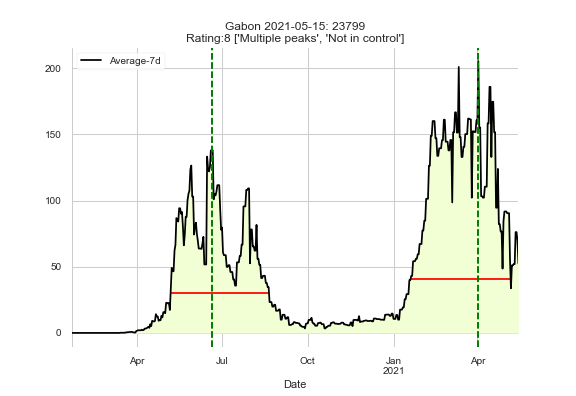 Gabon 2021-05-15: 23799
Rating:8 ['Multiple peaks', 'Not in control']
Average-7d
200
150
100
50
0
Apr
Jul
Oct
Jan
2021
Apr
Date